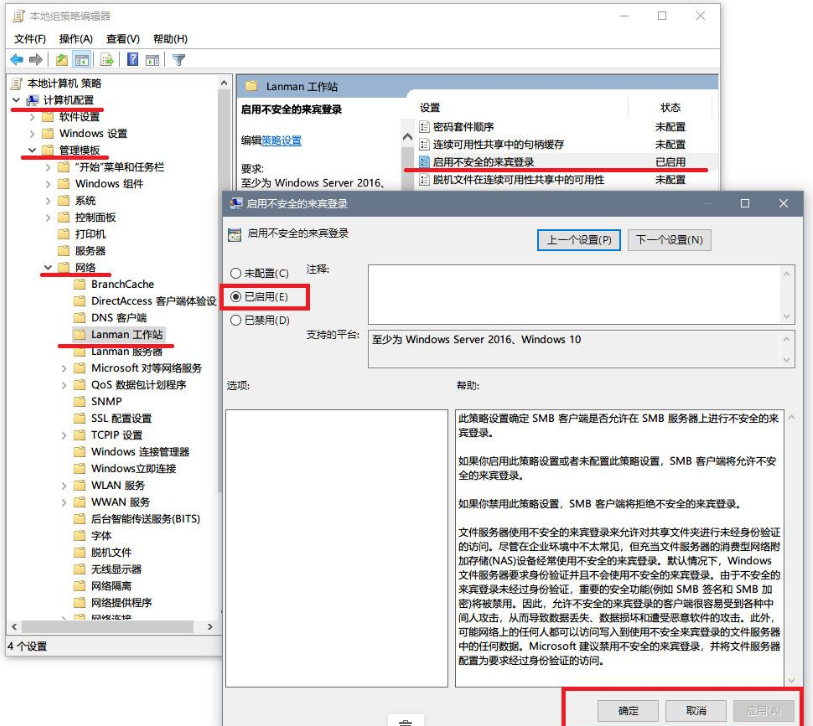 本地组策略编辑器
文件(F) 操作(A) 查看(V) 帮助(H)
本地计算机 策略
计算机配置
软件设置
Windows 设置
管理模板
"开始"菜单和任务栏
Windows 组件
系统
控制面板
打印机
服务器
网络
BranchCache
DirectAccess 客户端体验设
DNS 客户端
Lanman 工作站
Lanman 服务器
Microsoft 对等网络服务
QoS 数据包计划程序
SNMP
SSL 配置设置
TCPIP 设置
Windows 连接管理器
Windows立即连接
WLAN 服务
WWAN 服务
后台智能传送服务(BITS)
字体
脱机文件
无线显示器
网络隔离
网络提供程序
网络连接
4 个设置
Lanman 工作站
启用不安全的来宾登录
编辑策略设置
要求:
至少为 Windows Server 2016、
设置 状态
密码套件顺序 未配置
连续可用性共享中的句柄缓存 未配置
启用不安全的来宾登录 已启用
脱机文件在连续可用性共享中的可用性 未配置
启用不安全的来宾登录
启用不安全的来宾登录
上一个设置(P) 下一个设置(N)
未配置(C) 注释:
已启用(E)
已禁用(D)
支持的平台: 至少为 Windows Server 2016、Windows 10
选项: 帮助:
此策略设置确定 SMB 客户端是否允许在 SMB 服务器上进行不安全的来
宾登录。
如果你启用此策略设置或者未配置此策略设置，SMB 客户端将允许不安
全的来宾登录。
如果你禁用此策略设置，SMB 客户端将拒绝不安全的来宾登录。
文件服务器使用不安全的来宾登录来允许对共享文件夹进行未经身份验证
的访问。尽管在企业环境中不太常见，但充当文件服务器的消费型网络附
加存储(NAS)设备经常使用不安全的来宾登录。默认情况下，Windows
文件服务器要求身份验证并且不会使用不安全的来宾登录。由于不安全的
来宾登录未经过身份验证，重要的安全功能(例如 SMB 签名和 SMB 加
密)将被禁用。因此，允许不安全的来宾登录的客户端很容易受到各种中
间人攻击，从而导致数据丢失、数据损坏和遭受恶意软件的攻击。此外，
可能网络上的任何人都可以访问写入到使用不安全来宾登录的文件服务器
中的任何数据。Microsoft 建议禁用不安全的来宾登录，并将文件服务器
配置为要求经过身份验证的访问。
确定 取消 应用(A)